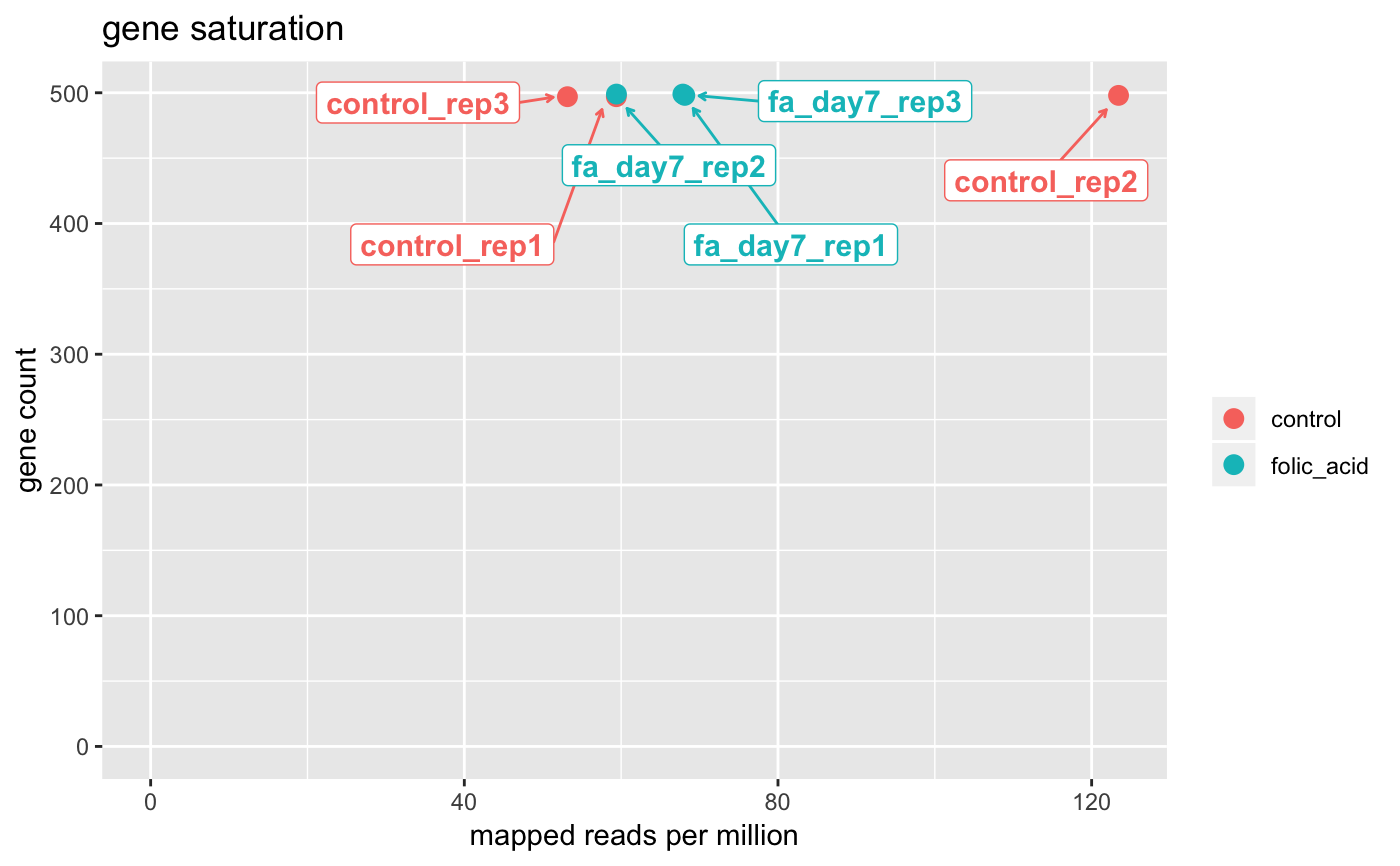 gene saturation
500
400
300
200
100
0
gene count
control_rep3
fa_day7_rep3
fa_day7_rep2
control_rep2
control_rep1
fa_day7_rep1
0
40
80
120
mapped reads per million
control
folic_acid